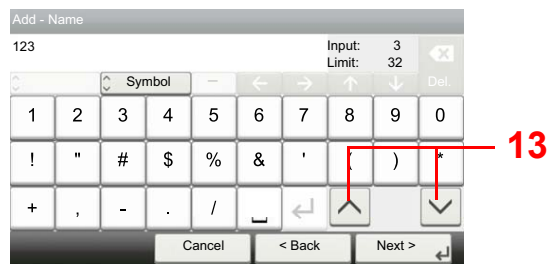 Add - Name
123 Input: 3
Limit: 32
Symbol Del.
1 2 3 4 5 6 7 8 9 0
! " # $ % & ' ( ) *
+ , - . /
Cancel < Back Next >
13